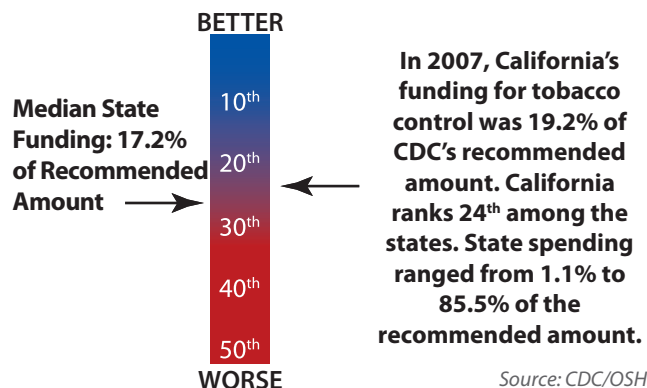 BETTER
10th
20th
30th
40th
50th
WORSE
Median State
Funding: 17.2%
of Recommended
Amount
In 2007, California’s
funding for tobacco
control was 19.2% of
CDC’s recommended
amount. California
ranks 24th among the
states. State spending
ranged from 1.1% to
85.5% of the
recommended amount.
Source: CDC/OSH